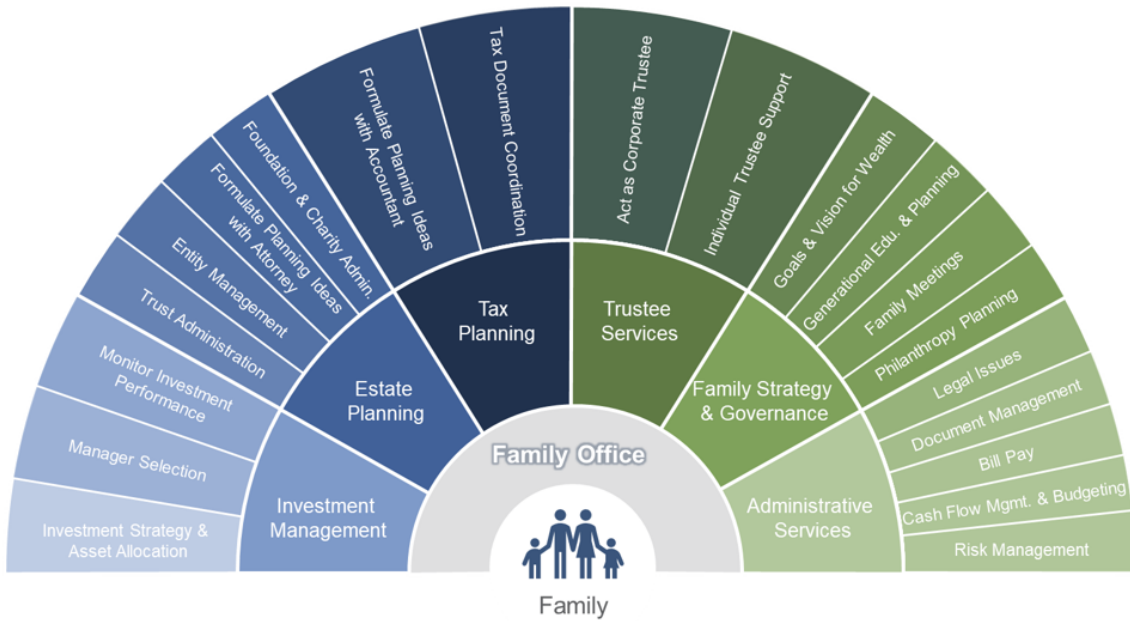 Investment Strategy &
Asset Allocation
Manager Selection
Monitor Investment
Performance
Trust Administration
Entity Management
Formulate Planning Ideas
with Attorney
Foundation & Charity Admin.
Formulate Planning Ideas
with Accountant
Tax Document Coordination
Act as Corporate Trustee
Individual Trustee Support
Goals & Vision for Wealth
Generational Edu. & Planning
Family Meetings
Philanthropy Planning
Legal Issues
Document Management
Bill Pay
Cash Flow Mgmt. & Budgeting
Risk Management
Investment
Management
Estate
Planning
Tax
Planning
Trustee
Services
Family Strategy
& Governance
Administrative
Services
Family Office
Family